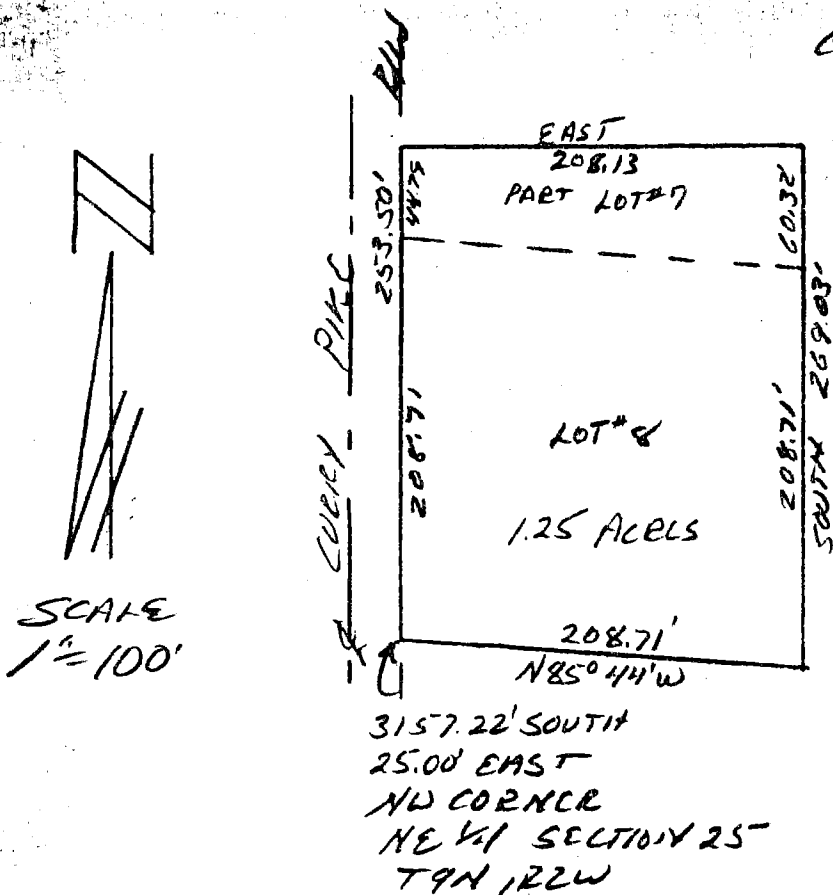 R/W
N
EAST
208.13
PART LOT#7
44.75
60.32'
253.50'
CURRY PIKE
208.71
LOT#8
1.25 ACRES
208.71'
SOUTH 269.03'
SCALE
1"=100'
208.71'
N85°44'W
3157.22' SOUTH
25.00' EAST
NW CORNER
NE 1/4 SECTION 25
T9N, R2W